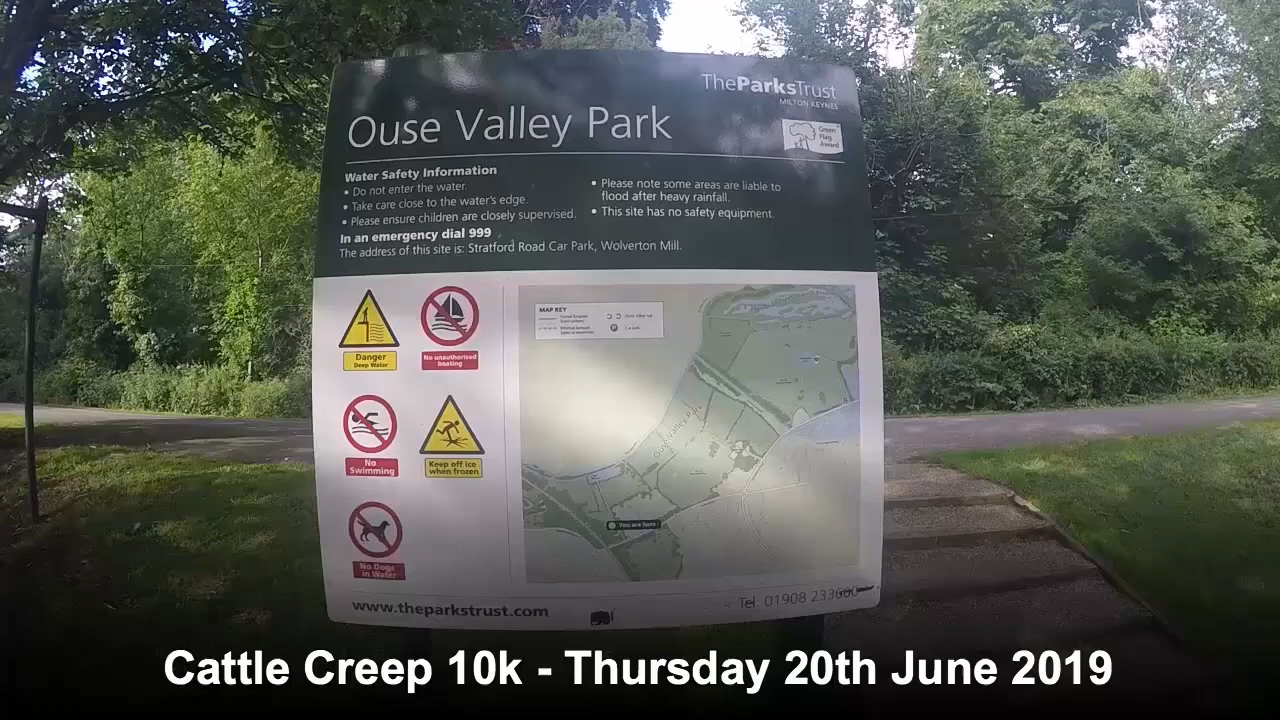 TheParksTrust
MILTON KEYNES
Ouse Valley Park
Green
Flag
Award
Water Safety Information
• Do not enter the water.
• Take care close to the water's edge.
• Please ensure children are closely supervised.
• Please note some areas are liable to
flood after heavy rainfall.
• This site has no safety equipment.
In an emergency dial 999
The address of this site is: Stratford Road Car Park, Wolverton Mill.
Danger
Deep Water
No unauthorised
boating
No
Swimming
Keep off ice
when frozen
No Dogs
in Water
MAP KEY
Ouse Valley Park
You are here
www.theparkstrust.com
Tel 01908 233600
Cattle Creep 10k - Thursday 20th June 2019